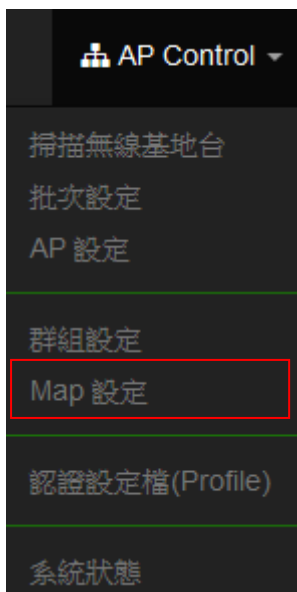 AP Control
掃描無線基地台
批次設定
AP 設定
群組設定
Map 設定
認證設定檔(Profile)
系統狀態